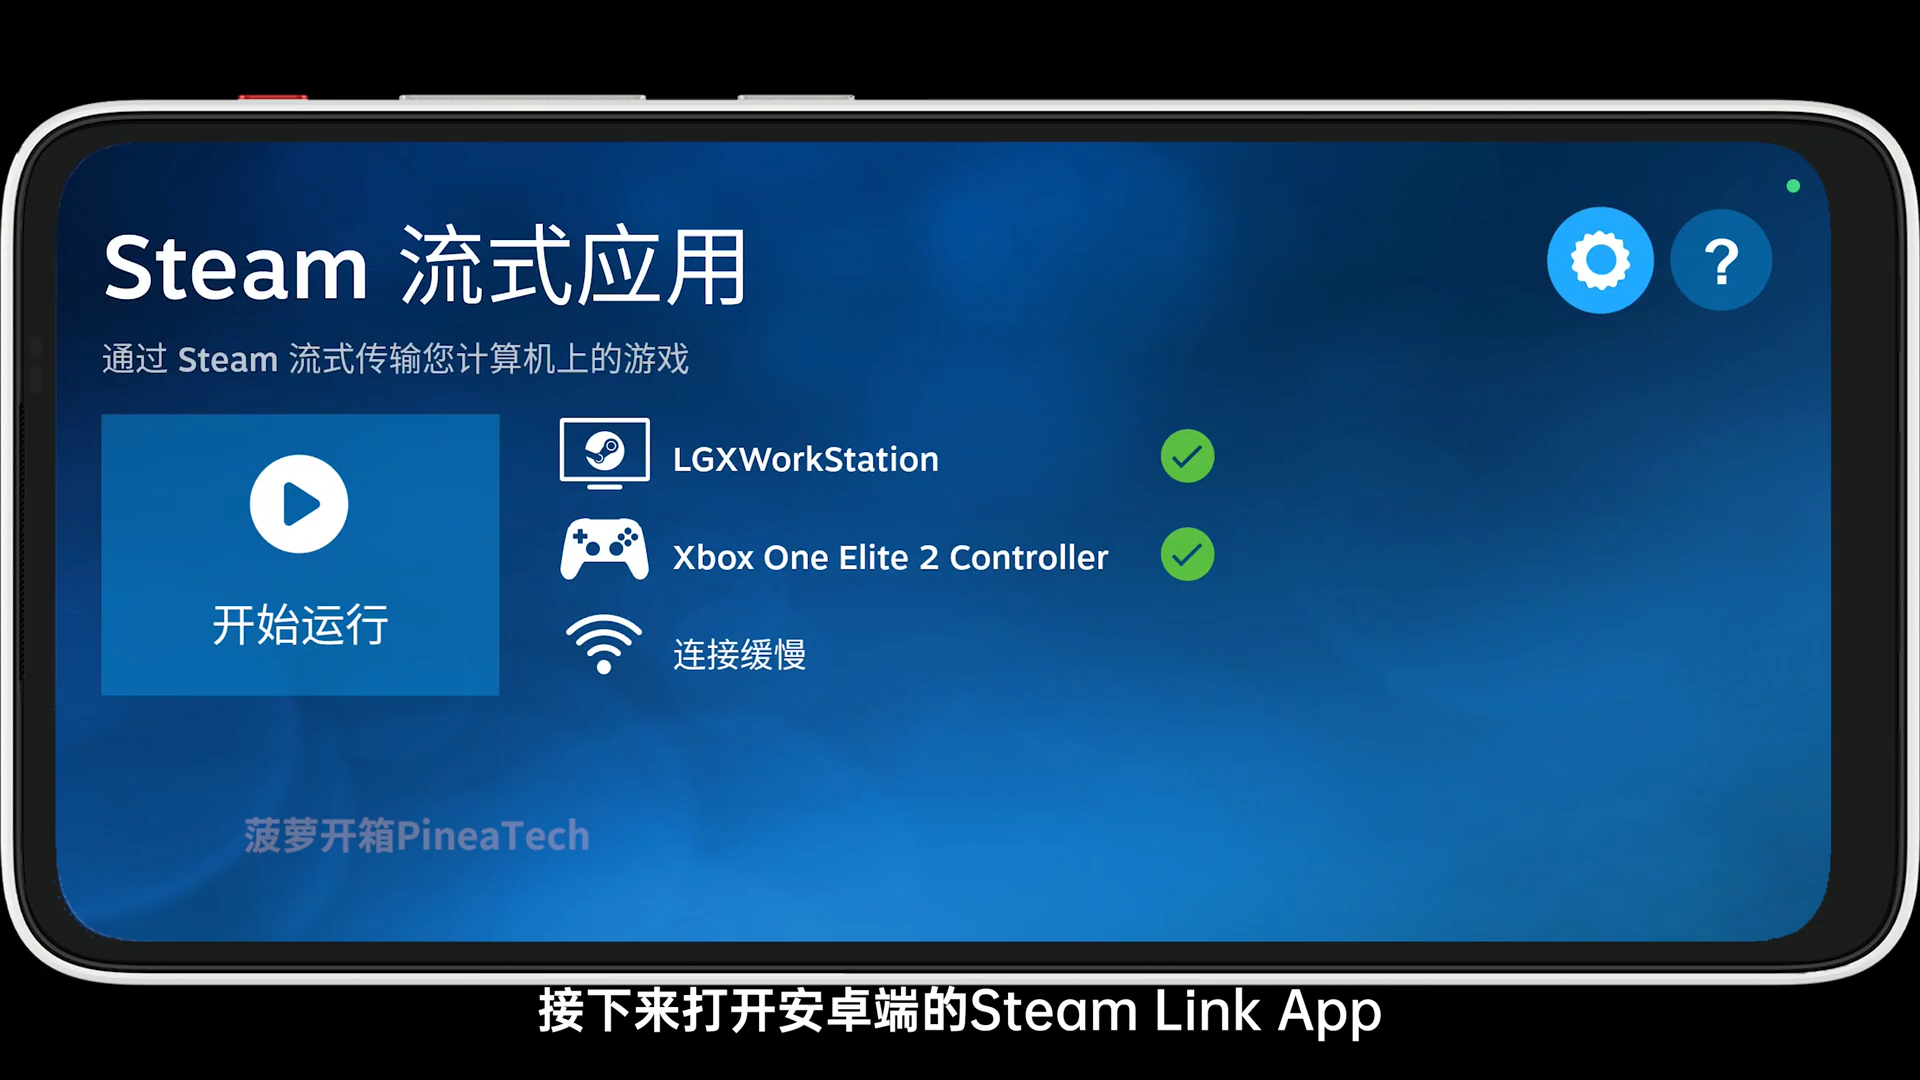 Steam 流式应用
通过 Steam 流式传输您计算机上的游戏
开始运行
LGXWorkStation
Xbox One Elite 2 Controller
连接缓慢
菠萝开箱PineaTech
接下来打开安卓端的Steam Link App